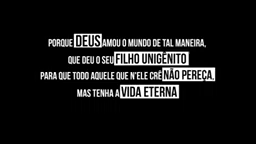 PORQUE DEUS AMOU O MUNDO DE TAL MANEIRA,
QUE DEU O SEU FILHO UNIGÊNITO
PARA QUE TODO AQUELE QUE N'ELE CRÊ NÃO PEREÇA,
MAS TENHA A VIDA ETERNA